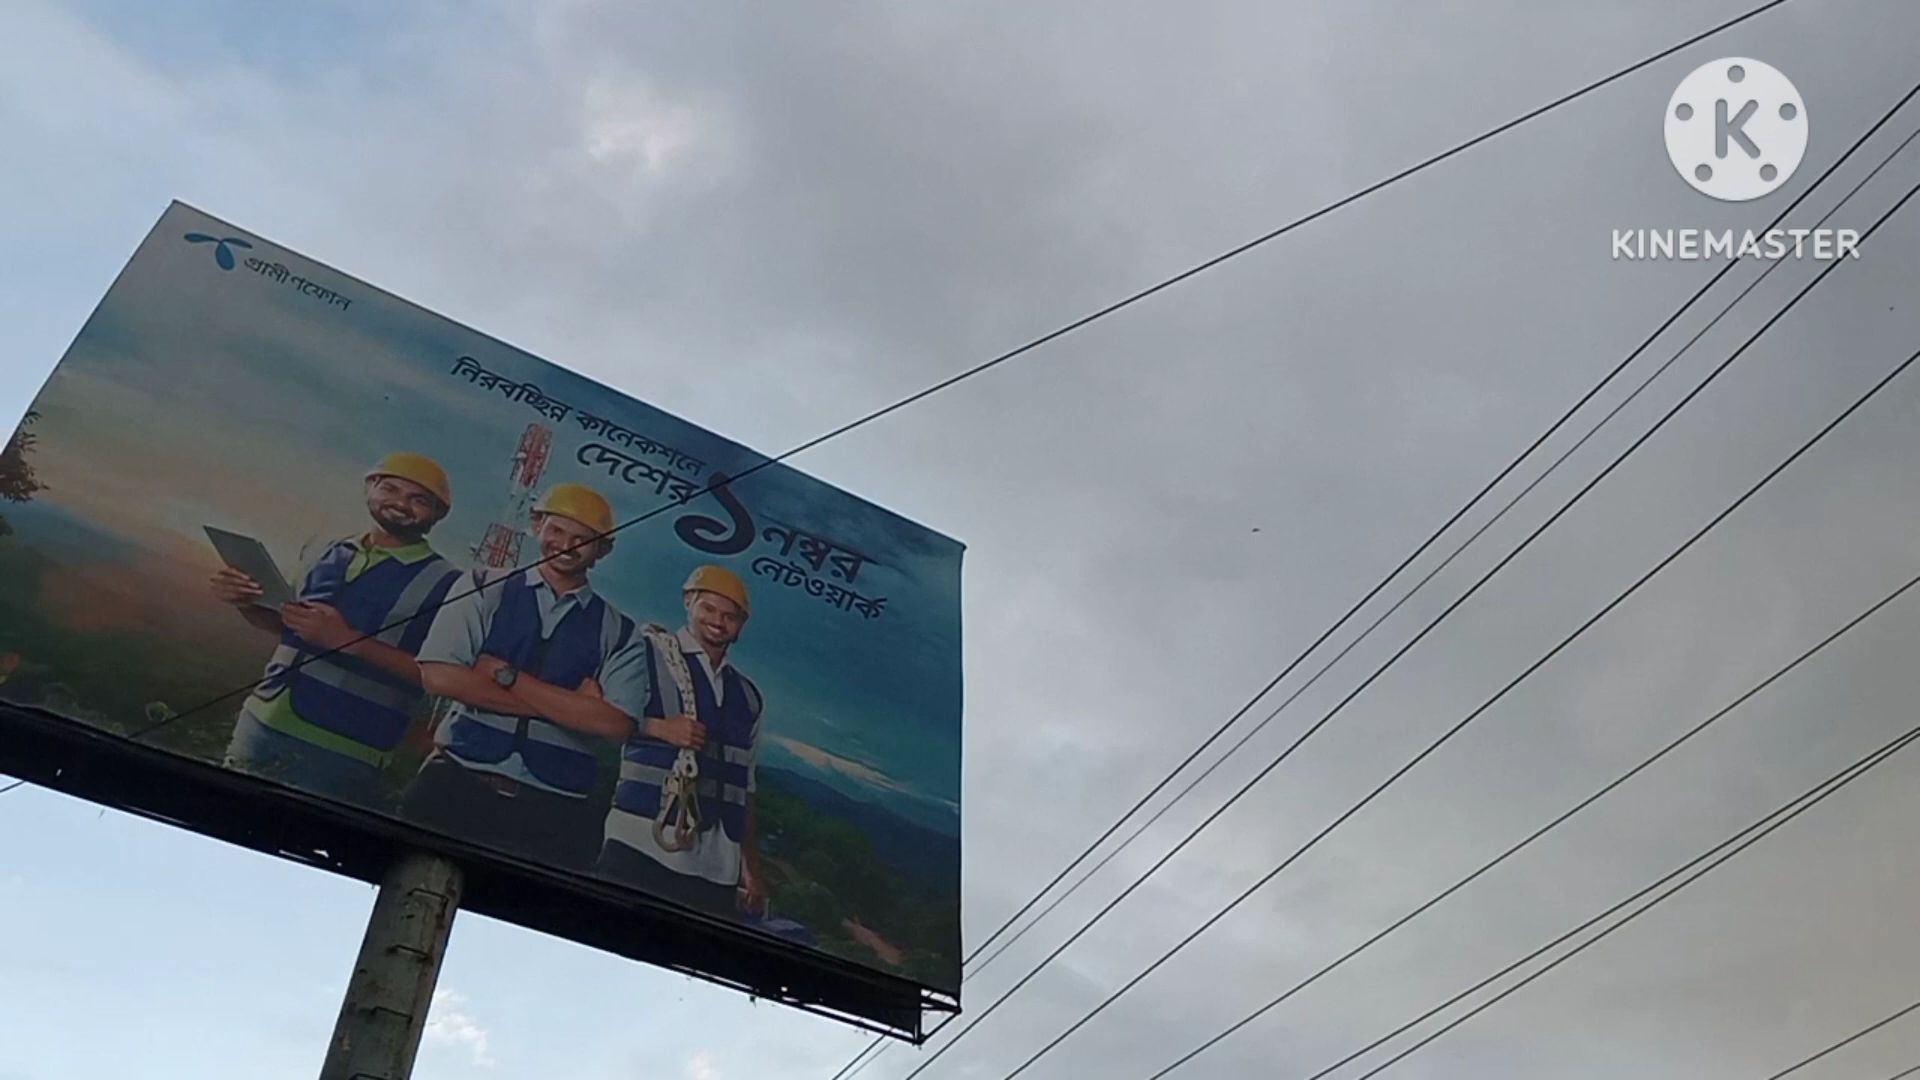 গ্রামীণফোন
নিরবচ্ছিন্ন কানেকশনে
দেশের ১ নম্বর
নেটওয়ার্ক
K
KINEMASTER